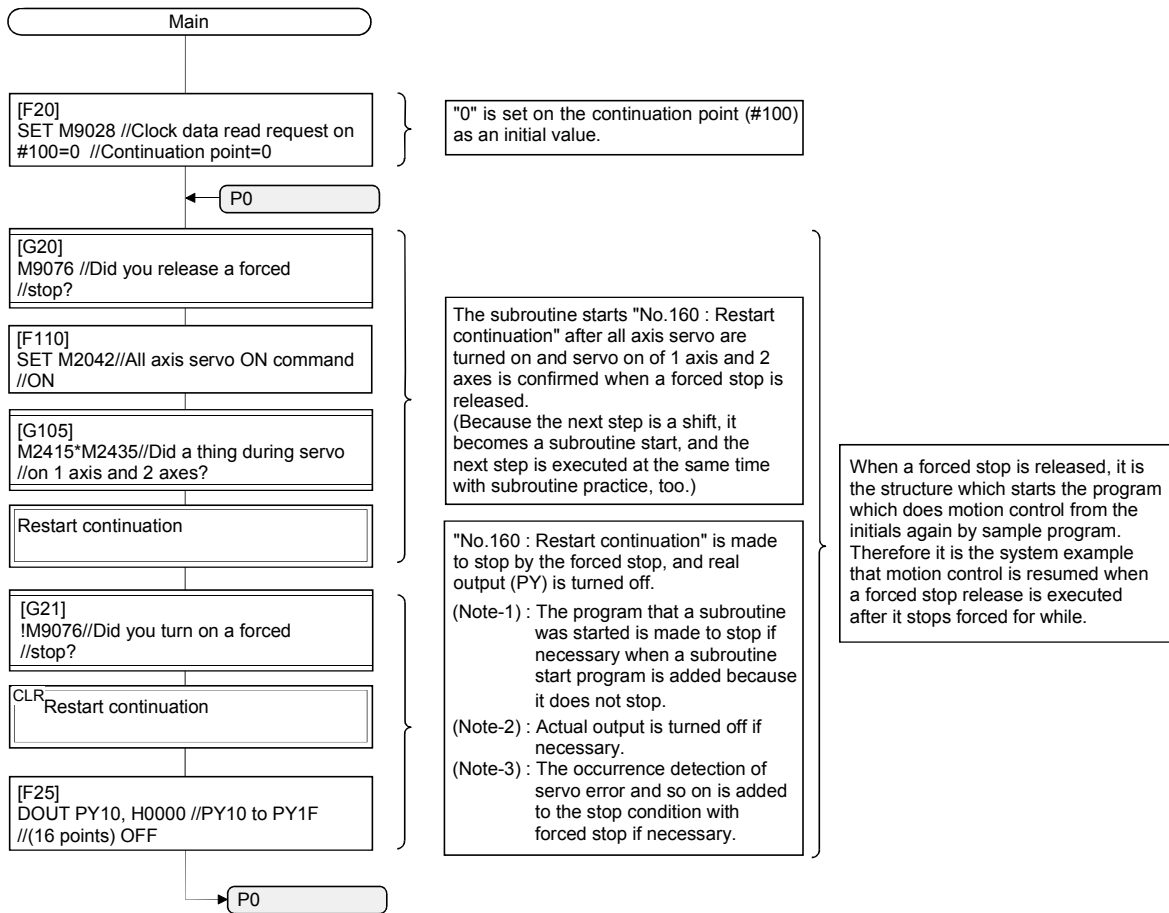 Main
[F20]
SET M9028 //Clock data read request on
#100=0 //Continuation point=0
"0" is set on the continuation point (#100)
as an initial value.
P0
[G20]
M9076 //Did you release a forced
//stop?
[F110]
SET M2042//All axis servo ON command
//ON
[G105]
M2415*M2435//Did a thing during servo
//on 1 axis and 2 axes?
Restart continuation
The subroutine starts "No.160 : Restart
continuation" after all axis servo are
turned on and servo on of 1 axis and 2
axes is confirmed when a forced stop is
released.
(Because the next step is a shift, it
becomes a subroutine start, and the
next step is executed at the same time
with subroutine practice, too.)
[G21]
!M9076//Did you turn on a forced
//stop?
CLR
Restart continuation
[F25]
DOUT PY10, H0000 //PY10 to PY1F
//(16 points) OFF
"No.160 : Restart continuation" is made
to stop by the forced stop, and real
output (PY) is turned off.
(Note-1) : The program that a subroutine
was started is made to stop if
necessary when a subroutine
start program is added because
it does not stop.
(Note-2) : Actual output is turned off if
necessary.
(Note-3) : The occurrence detection of
servo error and so on is added
to the stop condition with
forced stop if necessary.
When a forced stop is released, it is
the structure which starts the program
which does motion control from the
initials again by sample program.
Therefore it is the system example
that motion control is resumed when
a forced stop release is executed
after it stops forced for while.
P0